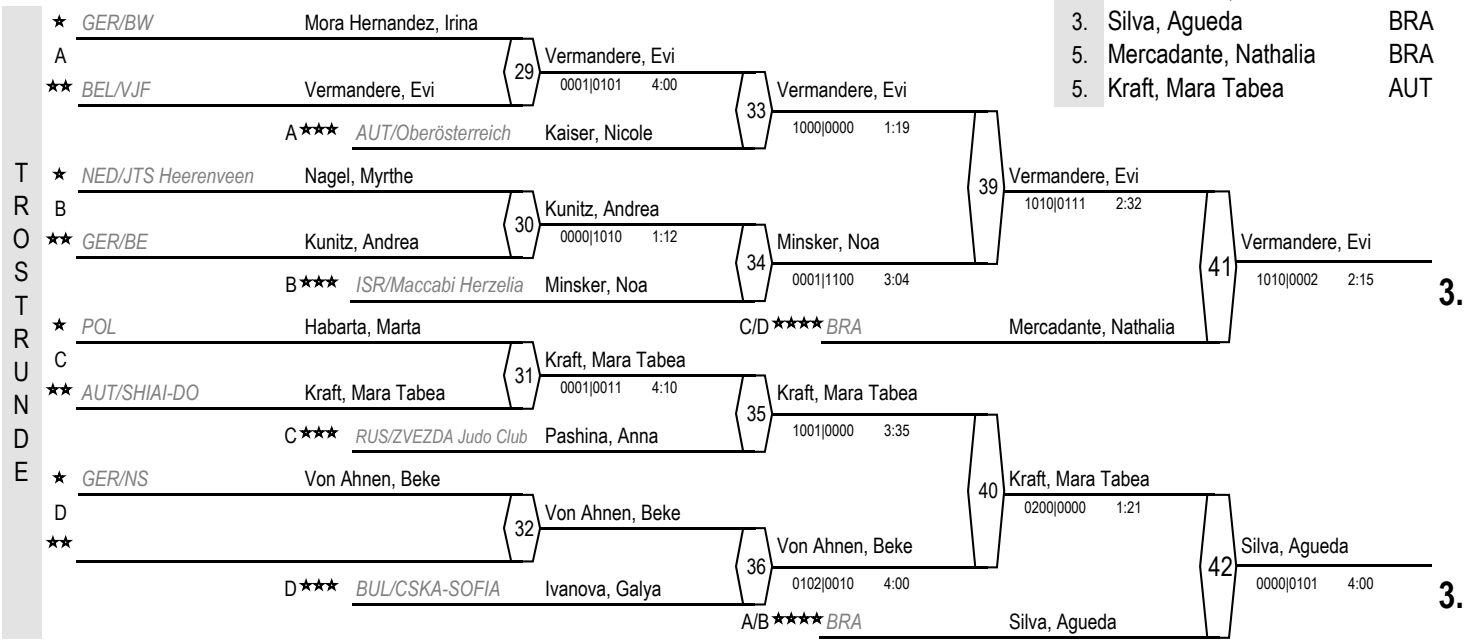 3. Silva, Agueda BRA
5. Mercadante, Nathalia BRA
5. Kraft, Mara Tabea AUT
TROSTRUNDE
★ GER/BW Mora Hernandez, Irina
A
★★ BEL/VJF Vermandere, Evi
29 Vermandere, Evi
0001|0101 4:00
A★★★ AUT/Oberösterreich Kaiser, Nicole
33 Vermandere, Evi
1000|0000 1:19
★ NED/JTS Heerenveen Nagel, Myrthe
B
★★ GER/BE Kunitz, Andrea
30 Kunitz, Andrea
0000|1010 1:12
B★★★ ISR/Maccabi Herzelia Minsker, Noa
34 Minsker, Noa
0001|1100 3:04
39 Vermandere, Evi
1010|0111 2:32
C/D★★★★ BRA Mercadante, Nathalia
41 Vermandere, Evi
1010|0002 2:15
3.
★ POL Habarta, Marta
C
★★ AUT/SHIAI-DO Kraft, Mara Tabea
31 Kraft, Mara Tabea
0001|0011 4:10
C★★★ RUS/ZVEZDA Judo Club Pashina, Anna
35 Kraft, Mara Tabea
1001|0000 3:35
★ GER/NS Von Ahnen, Beke
D
★★
32 Von Ahnen, Beke
D★★★ BUL/CSKA-SOFIA Ivanova, Galya
36 Von Ahnen, Beke
0102|0010 4:00
40 Kraft, Mara Tabea
0200|0000 1:21
A/B★★★★ BRA Silva, Agueda
42 Silva, Agueda
0000|0101 4:00
3.